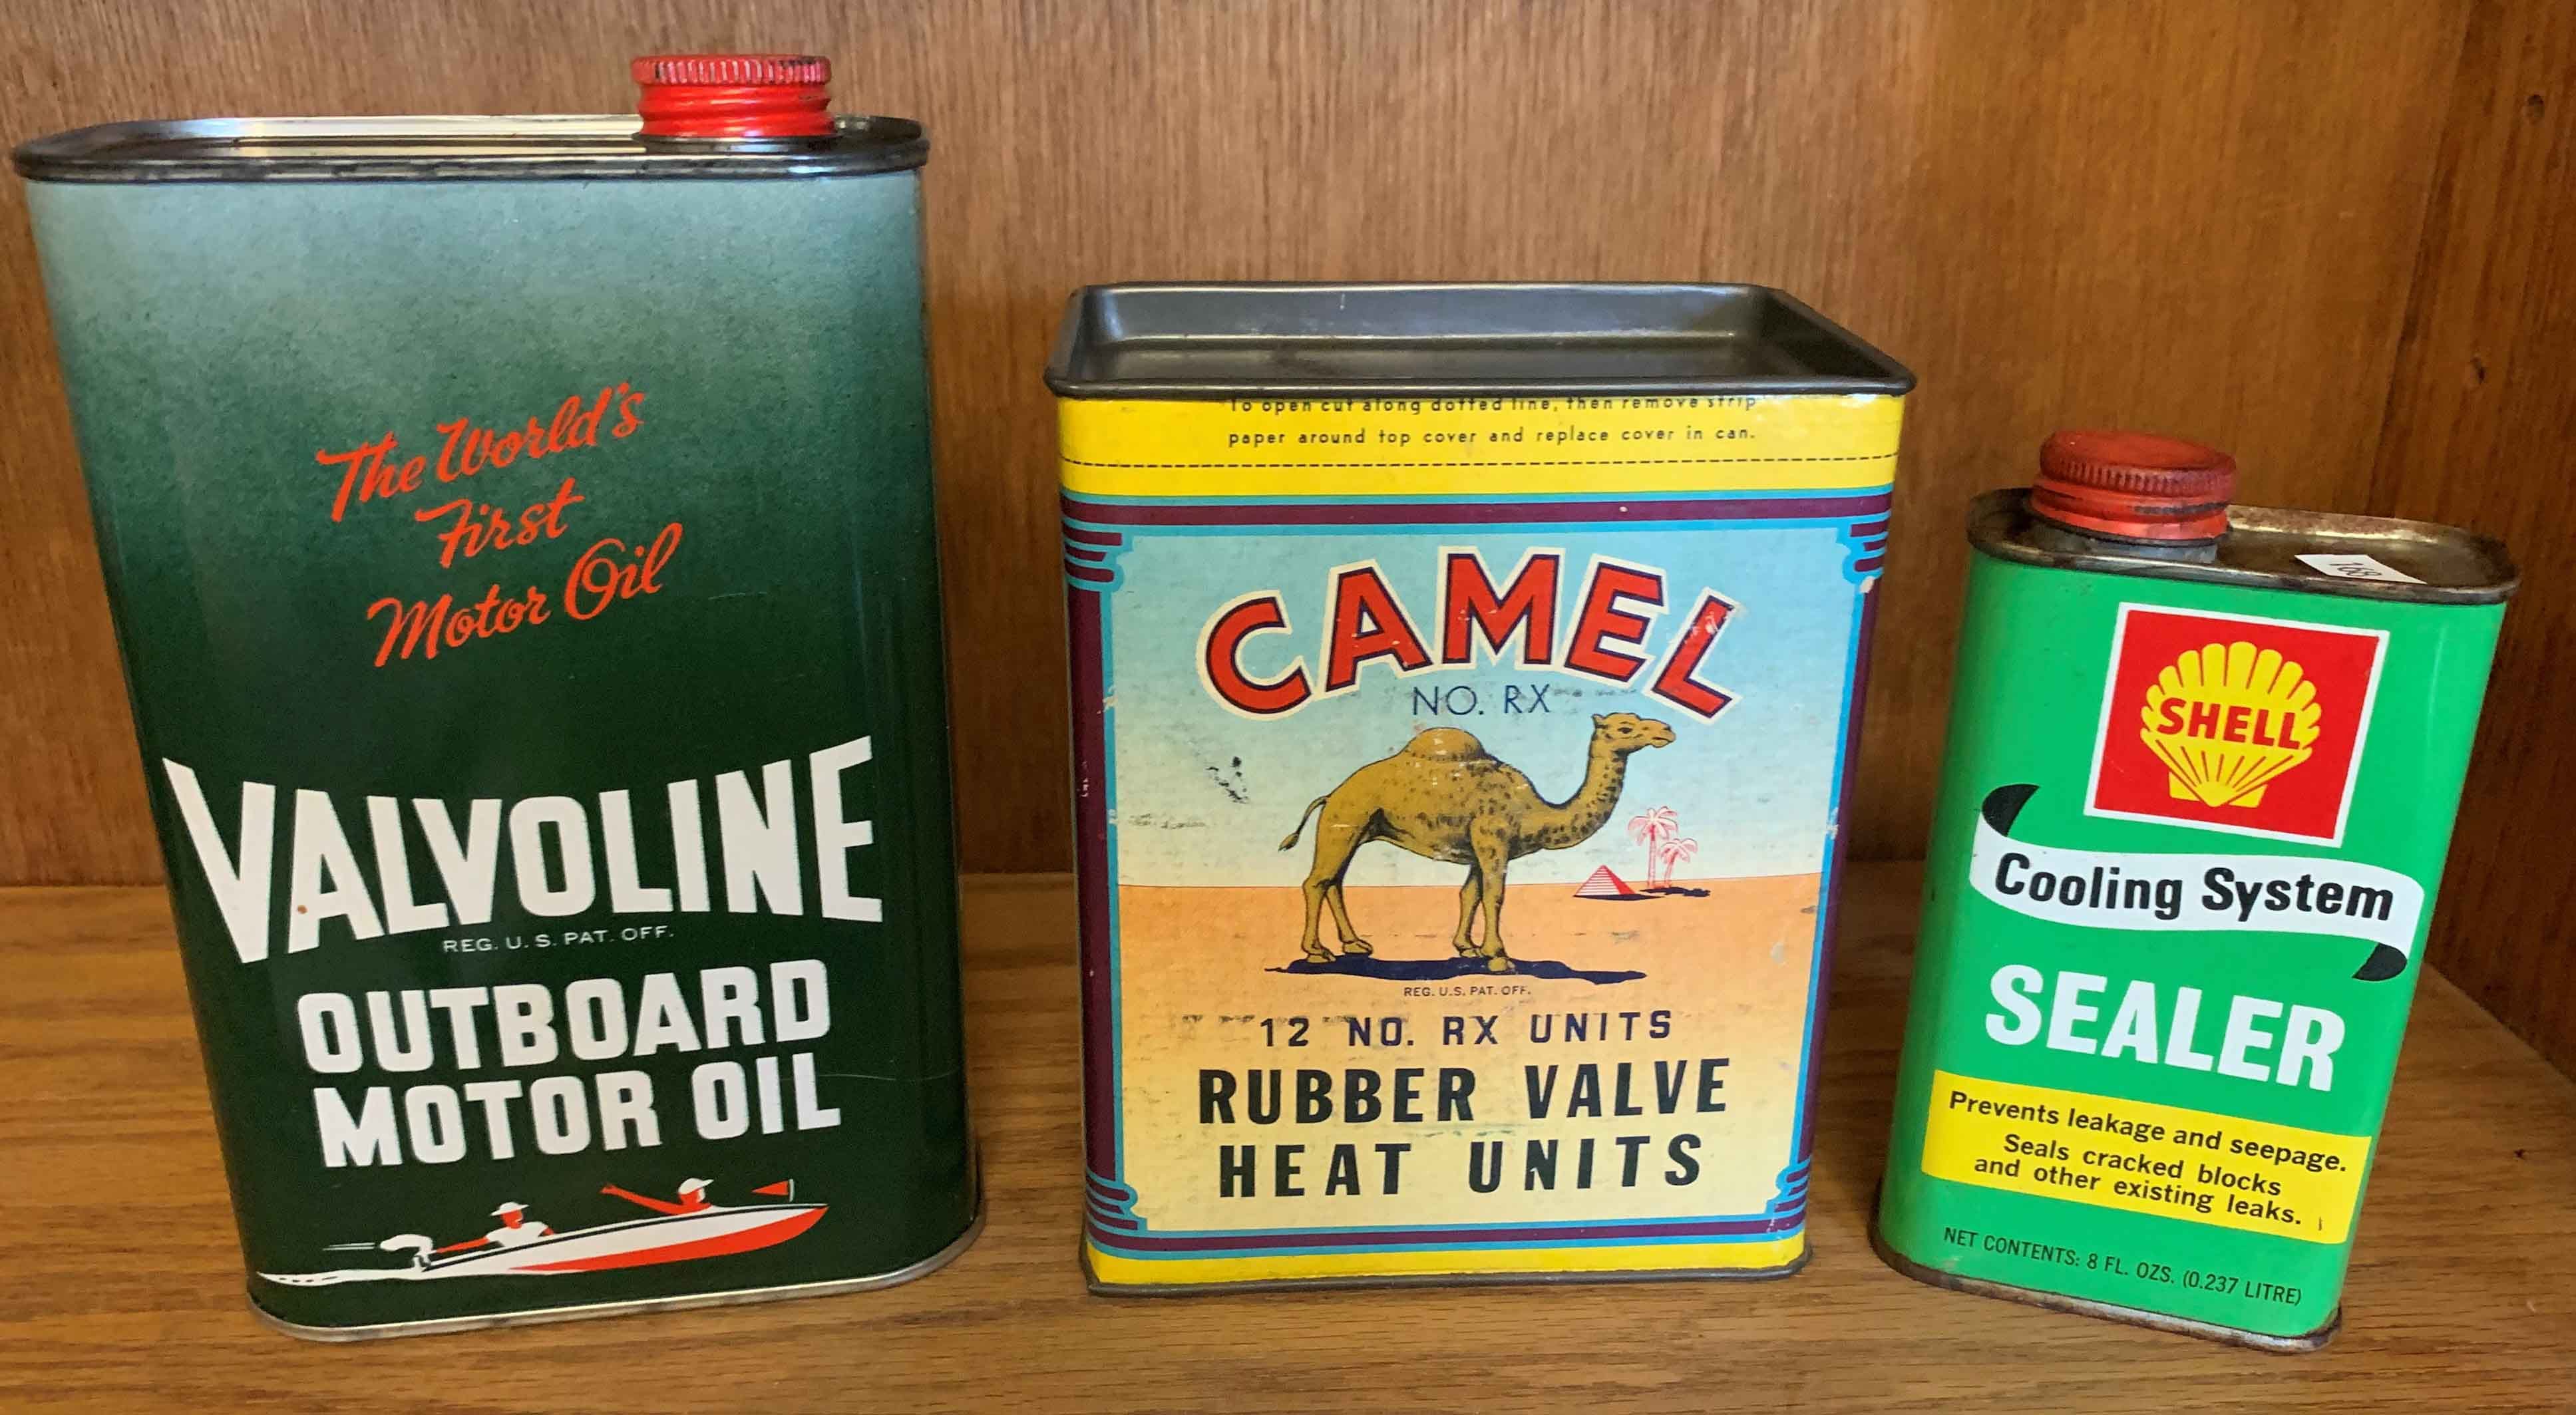 The World's
First
Motor Oil
VALVOLINE
REG. U. S. PAT. OFF.
OUTBOARD
MOTOR OIL
To open cut along dotted line, then remove strip
paper around top cover and replace cover in can.
CAMEL
NO. RX
REG. U.S. PAT. OFF.
12 NO. RX UNITS
RUBBER VALVE
HEAT UNITS
168
SHELL
Cooling System
SEALER
Prevents leakage and seepage.
Seals cracked blocks
and other existing leaks.
NET CONTENTS: 8 FL. OZS. (0.237 LITRE)